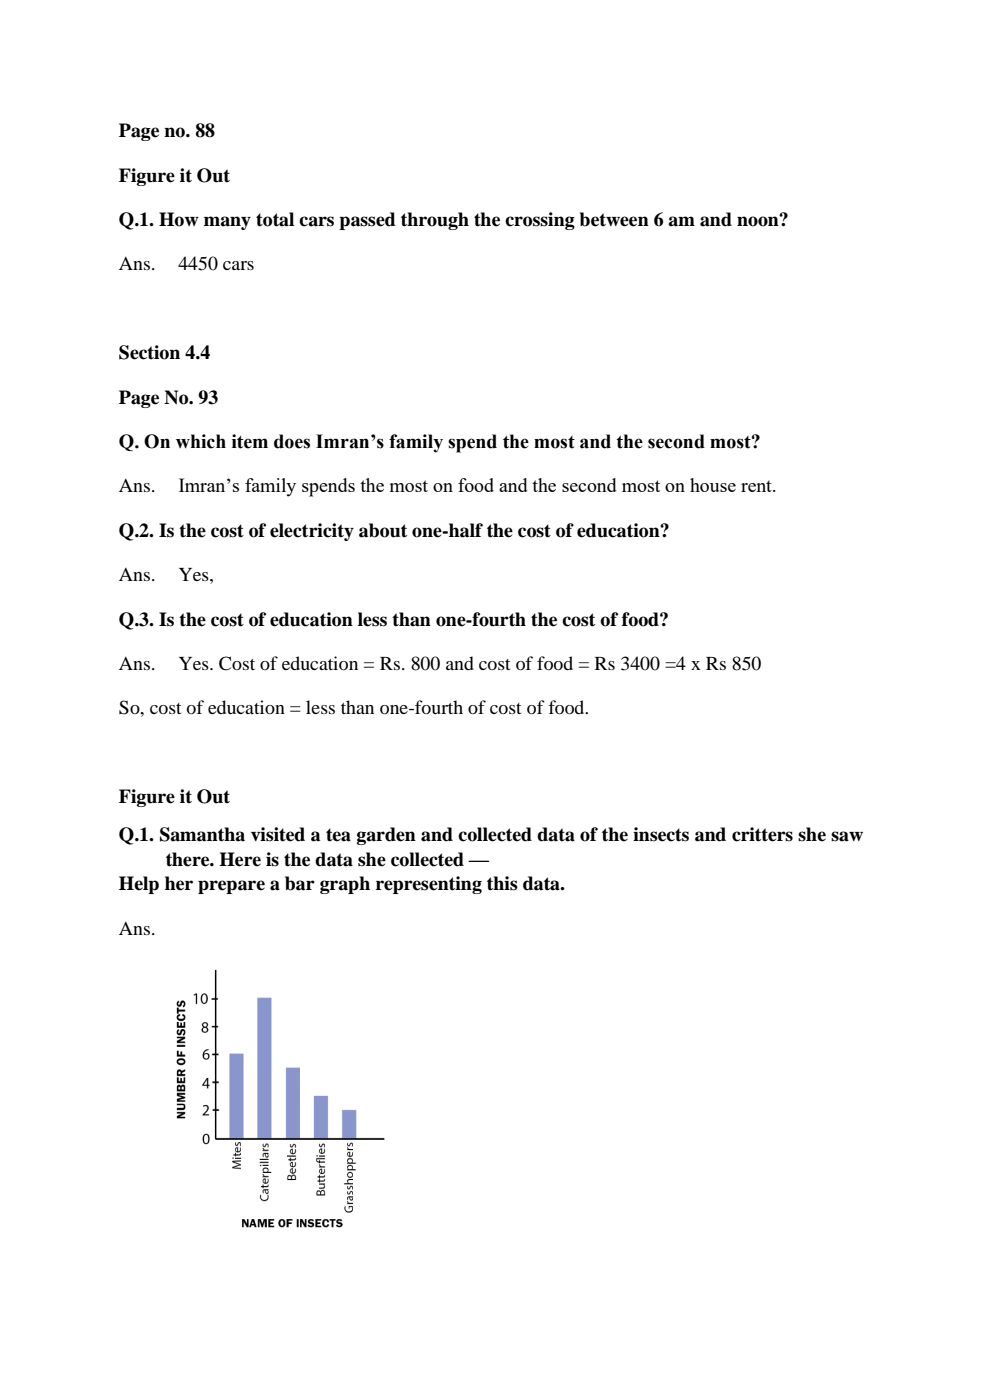 Page no. 88
Figure it Out
Q.1. How many total cars passed through the crossing between 6 am and noon?
Ans. 4450 cars
Section 4.4
Page No. 93
Q. On which item does Imran’s family spend the most and the second most?
Ans. Imran’s family spends the most on food and the second most on house rent.
Q.2. Is the cost of electricity about one-half the cost of education?
Ans. Yes,
Q.3. Is the cost of education less than one-fourth the cost of food?
Ans. Yes. Cost of education = Rs. 800 and cost of food = Rs 3400 =4 x Rs 850
So, cost of education = less than one-fourth of cost of food.
Figure it Out
Q.1. Samantha visited a tea garden and collected data of the insects and critters she saw
there. Here is the data she collected —
Help her prepare a bar graph representing this data.
Ans.
NUMBER OF INSECTS
10
8
6
4
2
0
Mites
Caterpillars
Beetles
Butterflies
Grasshoppers
NAME OF INSECTS